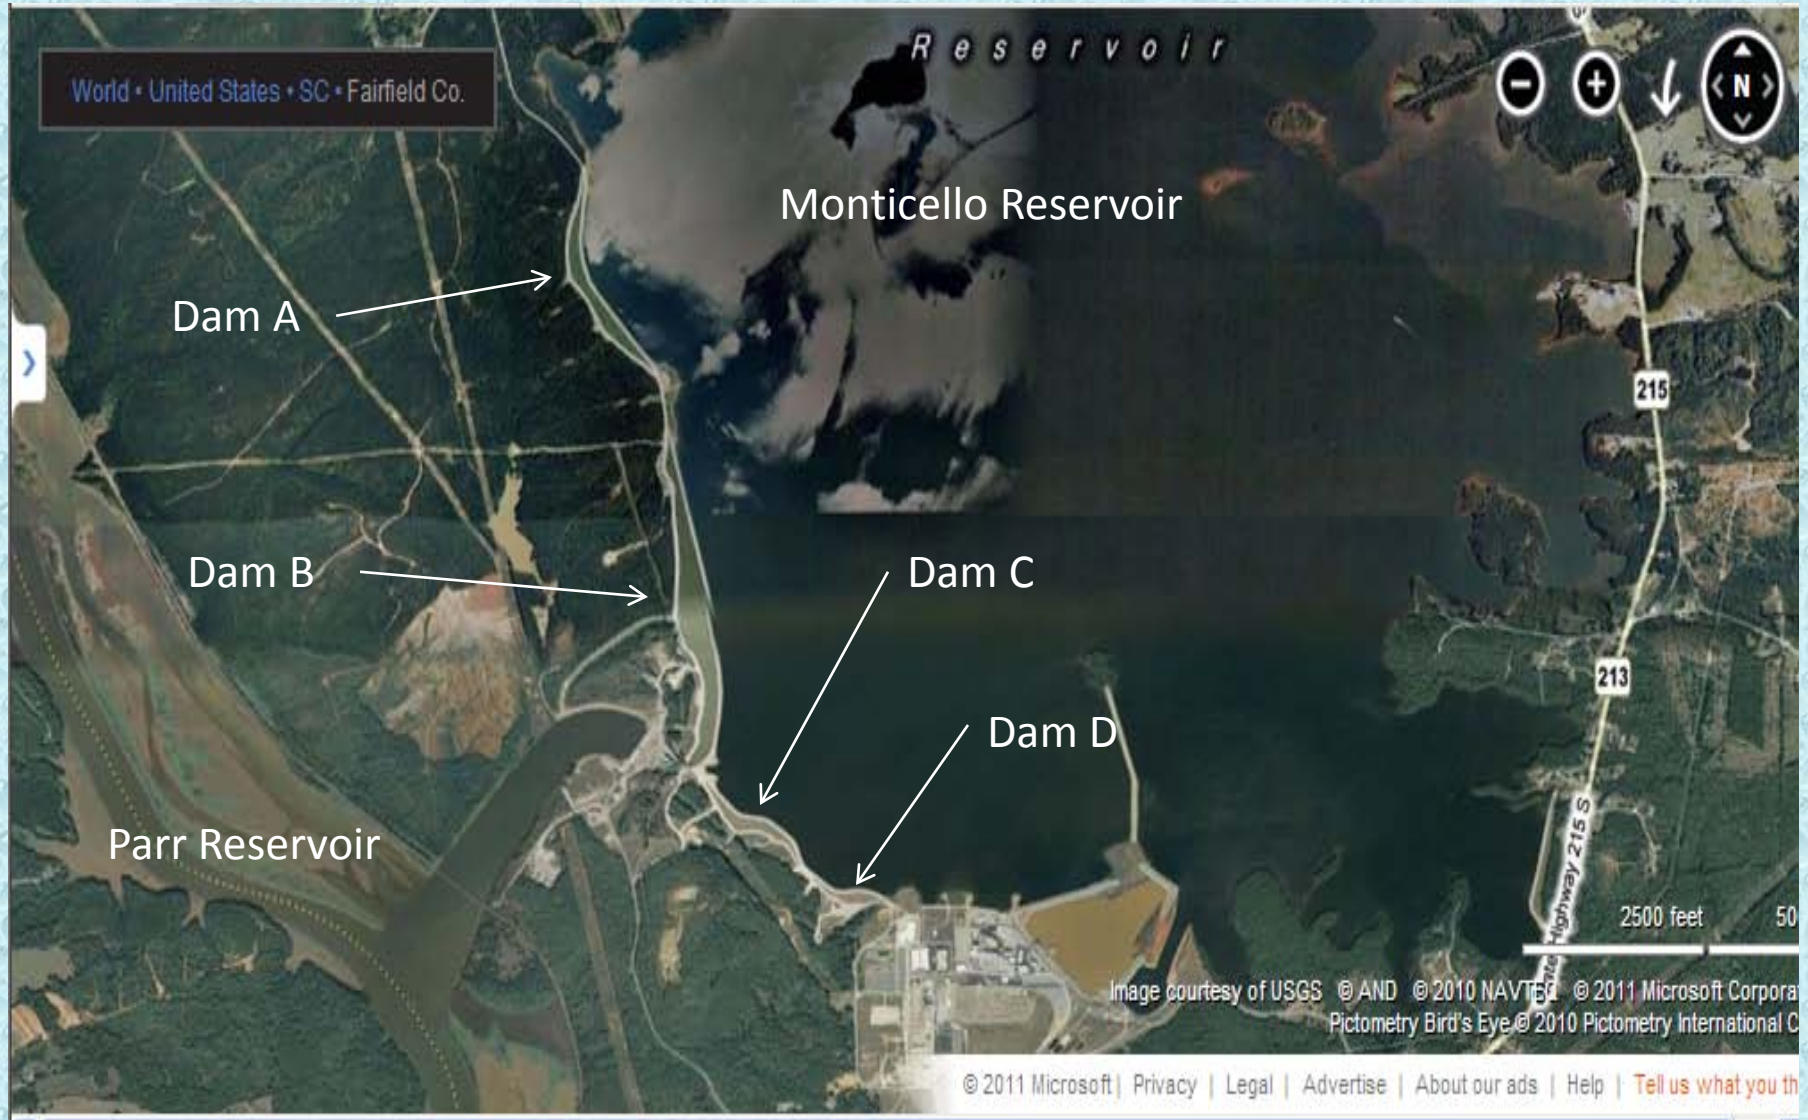 Reservoir
World • United States • SC • Fairfield Co.
N
Monticello Reservoir
Dam A
215
Dam B
Dam C
213
Dam D
Parr Reservoir
Highway 215 S
2500 feet
Image courtesy of USGS © AND © 2010 NAVTEQ © 2011 Microsoft
Pictometry Bird's Eye © 2010 Pictometry International
© 2011 Microsoft | Privacy | Legal | Advertise | About our ads | Help | Tell us what you